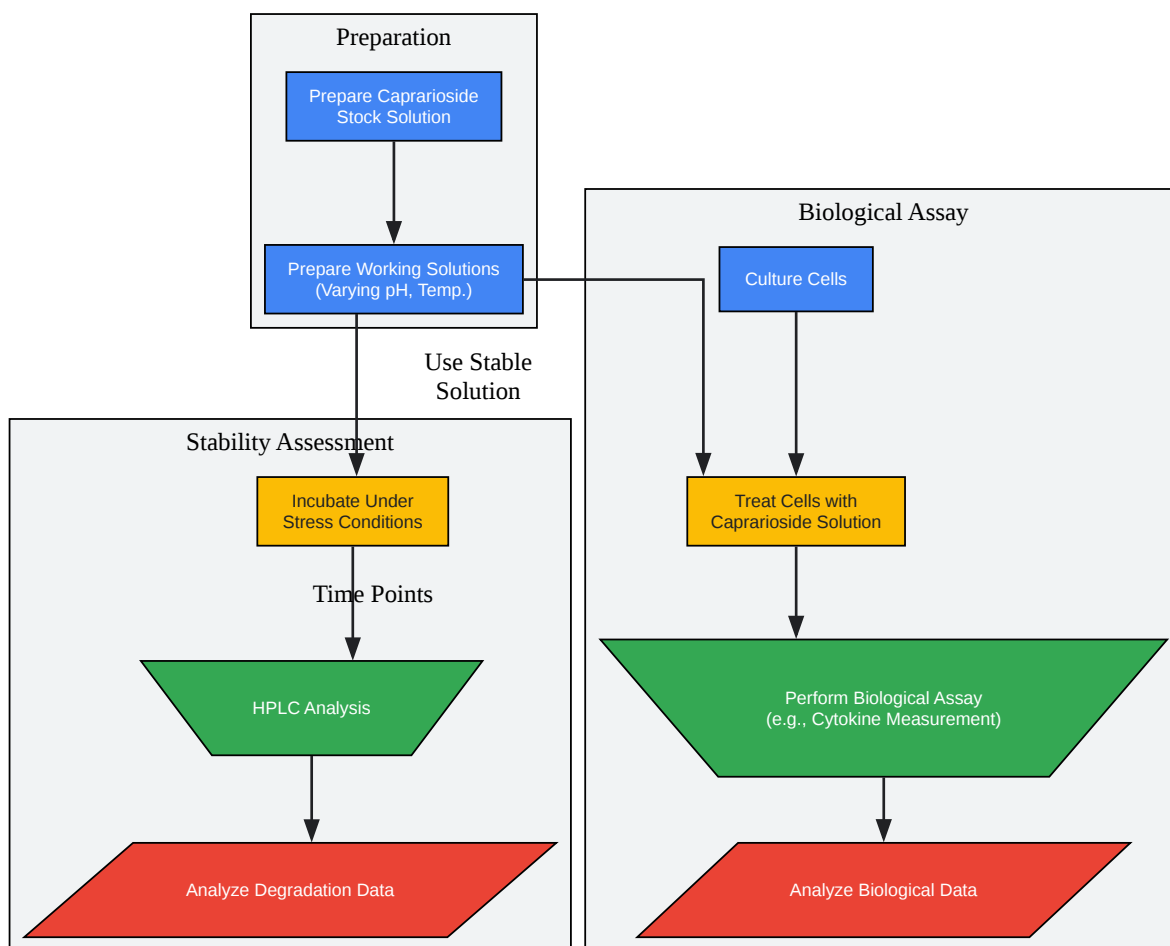 Preparation
Prepare Caprarioside
Stock Solution
Biological Assay
Prepare Working Solutions
(Varying pH, Temp.)
Culture Cells
Use Stable
Solution
Stability Assessment
Incubate Under
Stress Conditions
Treat Cells with
Caprarioside Solution
Time Points
HPLC Analysis
Perform Biological Assay
(e.g., Cytokine Measurement)
Analyze Degradation Data
Analyze Biological Data